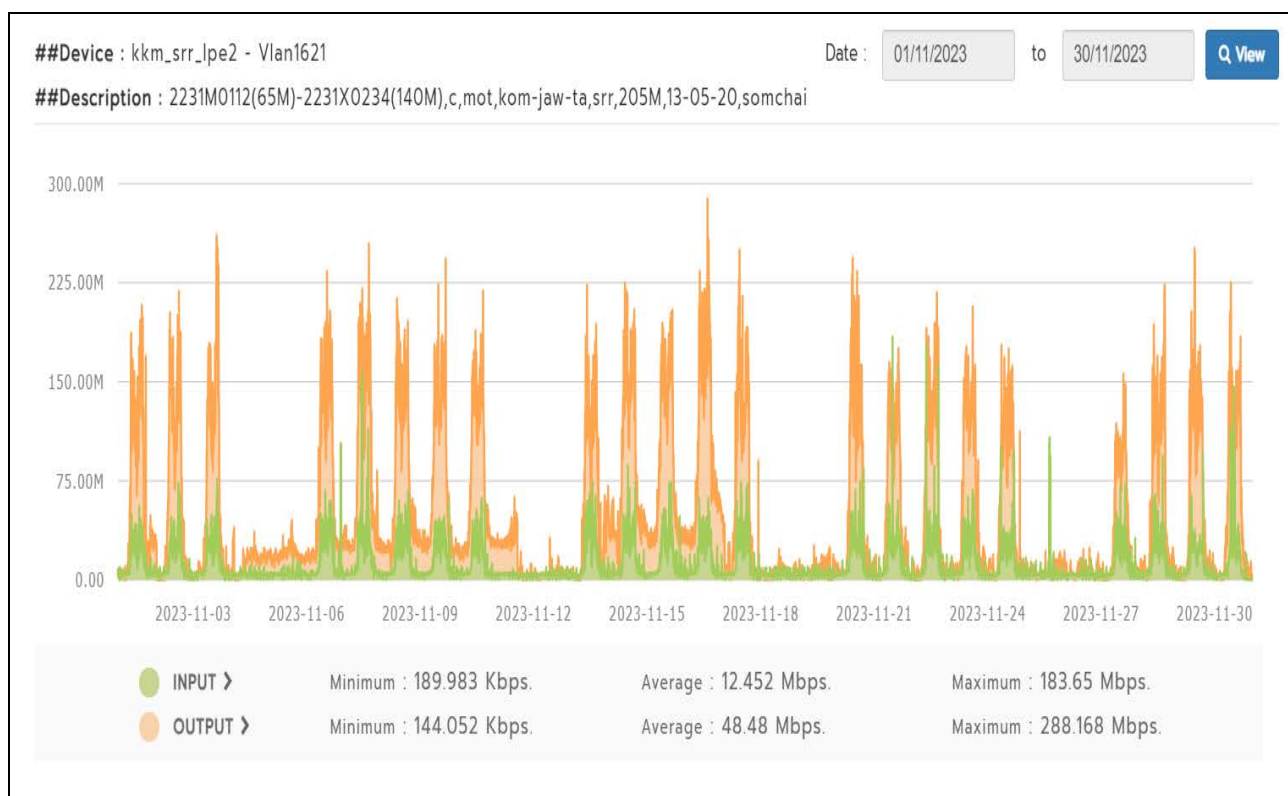 ##Device : kkm_srr_lpe2 - Vlan1621
Date : 01/11/2023 to 30/11/2023 View
##Description : 2231M0112(65M)-2231X0234(140M),c,mot,kom-jaw-ta,srr,205M,13-05-20,somchai
300.00M
225.00M
150.00M
75.00M
0.00
2023-11-03 2023-11-06 2023-11-09 2023-11-12 2023-11-15 2023-11-18 2023-11-21 2023-11-24 2023-11-27 2023-11-30
INPUT ❯ Minimum : 189.983 Kbps. Average : 12.452 Mbps. Maximum : 183.65 Mbps.
OUTPUT ❯ Minimum : 144.052 Kbps. Average : 48.48 Mbps. Maximum : 288.168 Mbps.